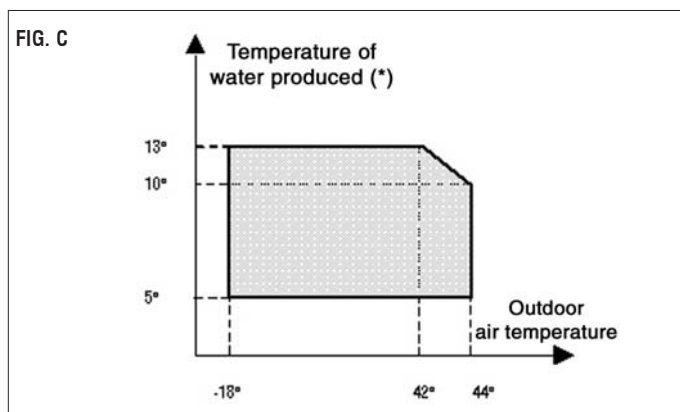 FIG. C
Temperature of
water produced (*)
13°
10°
5°
Outdoor
air temperature
-18°
42°
44°